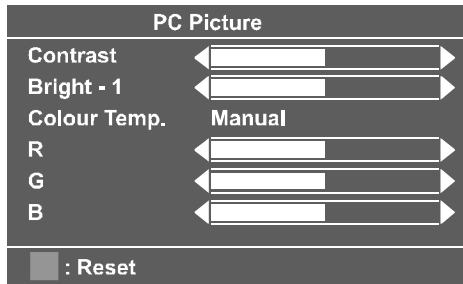 PC Picture
Contrast
Bright - 1
Colour Temp. Manual
R
G
B
: Reset